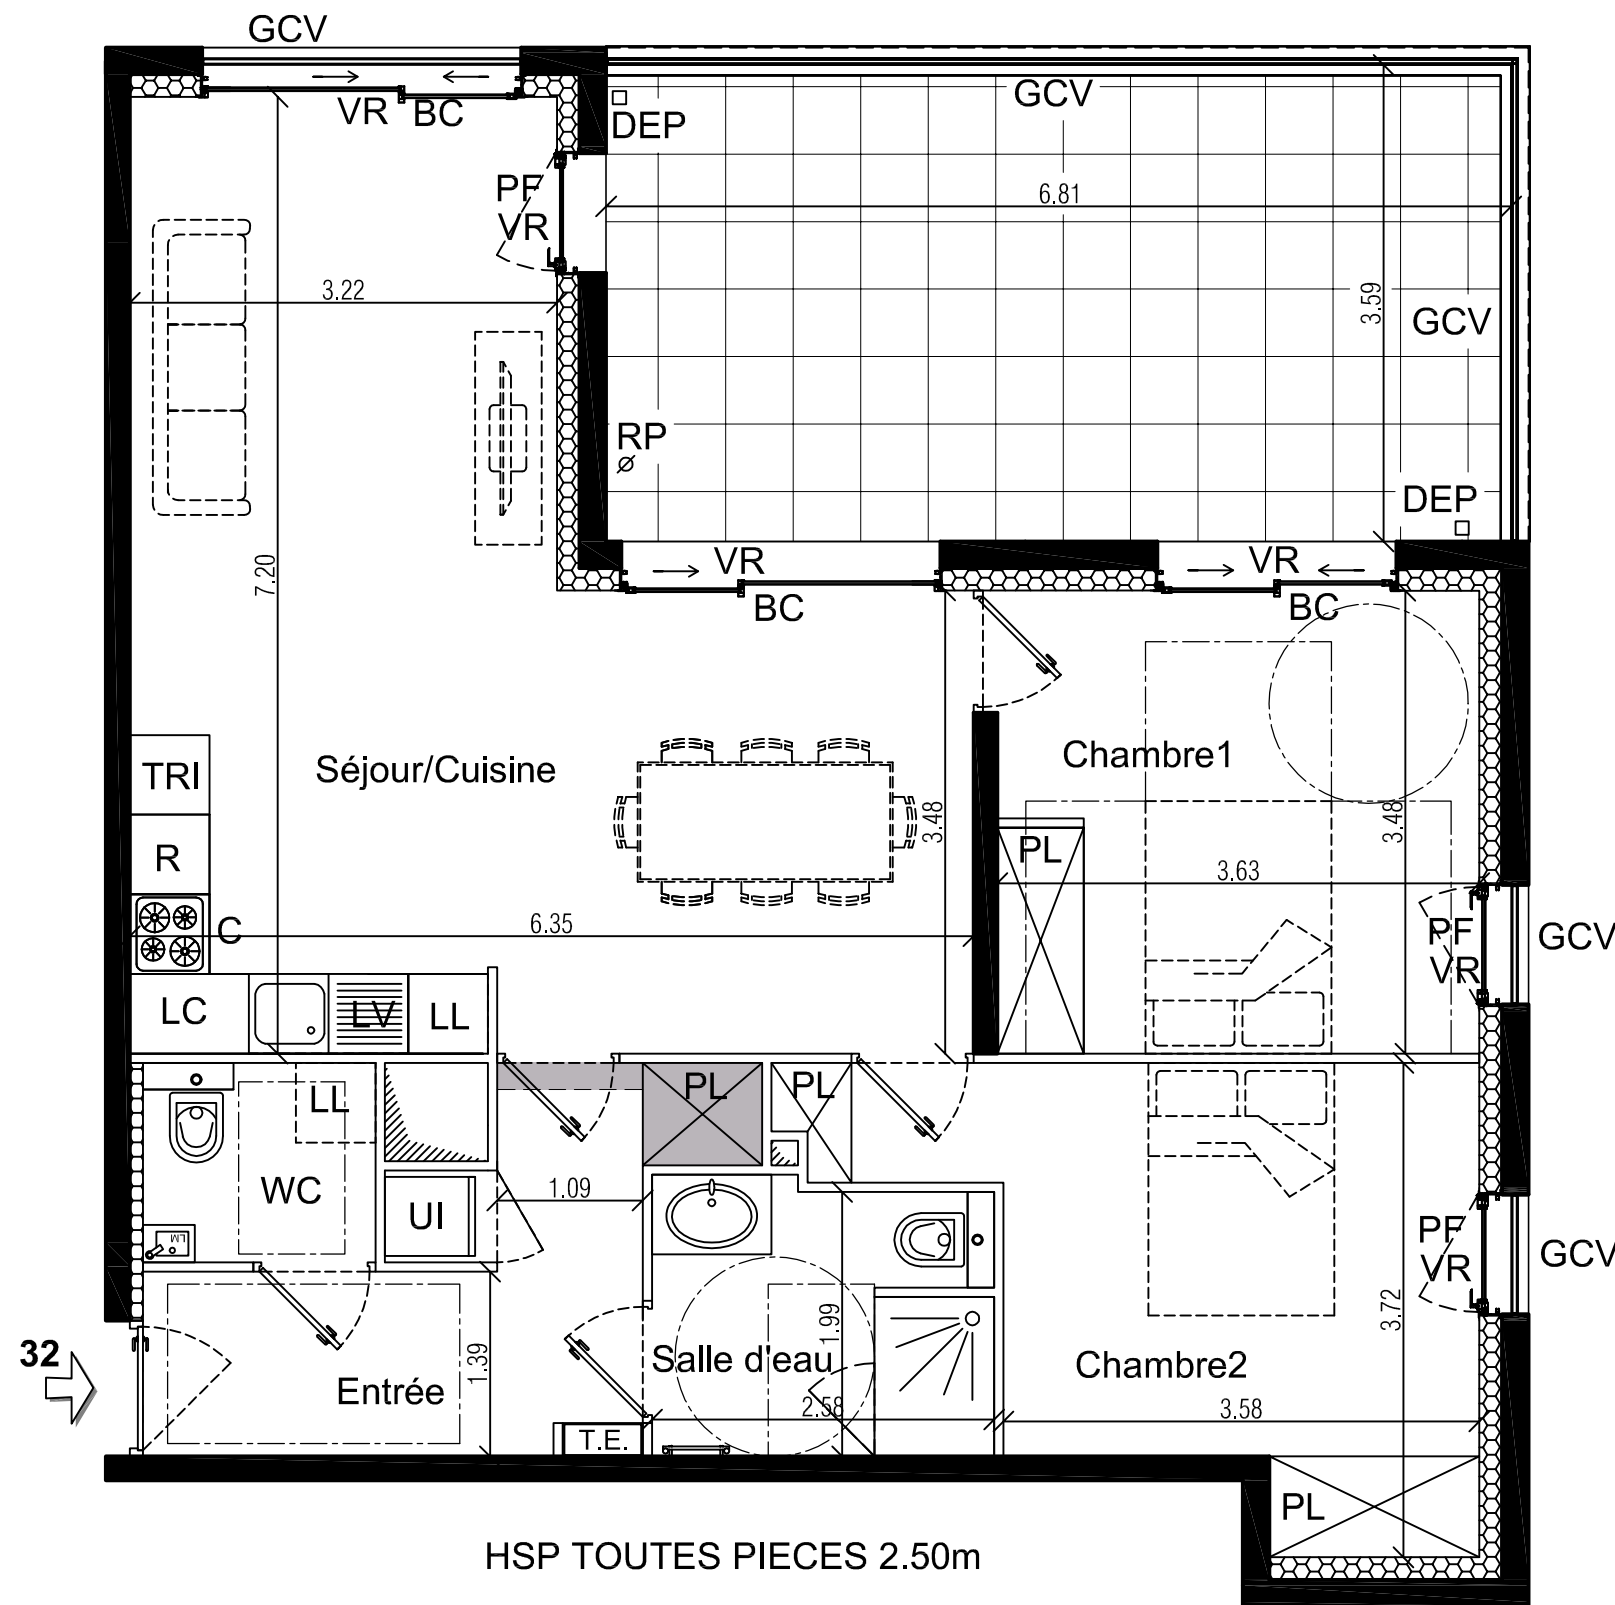 GCV
VR BC
DEP
GCV
PF
VR
6.81
3.22
3.59
GCV
RP
DEP
7.20
VR
BC
VR
BC
TRI
Séjour/Cuisine
Chambre1
R
3.48
3.48
PL
3.63
C
6.35
PF
VR
GCV
LC
LV
LL
LL
PL
PL
WC
UI
1.09
LM
PF
VR
GCV
1.99
3.72
32
1.39
Salle d'eau
Chambre2
Entrée
2.58
3.58
T.E.
PL
HSP TOUTES PIECES 2.50m